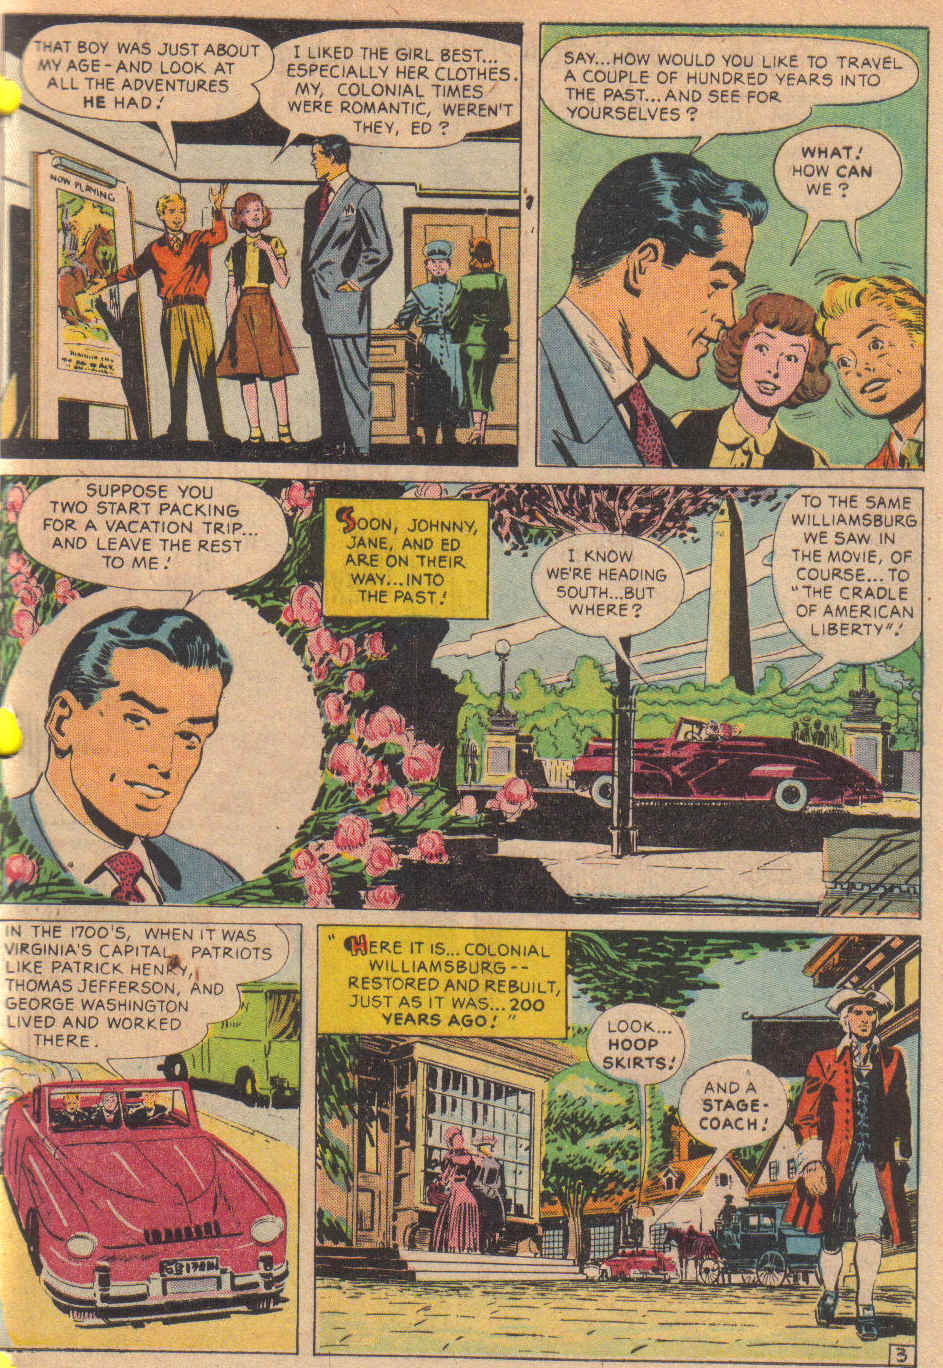 THAT BOY WAS JUST ABOUT
MY AGE - AND LOOK AT
ALL THE ADVENTURES
HE HAD!
I LIKED THE GIRL BEST...
ESPECIALLY HER CLOTHES.
MY, COLONIAL TIMES
WERE ROMANTIC, WEREN'T
THEY, ED?
NOW PLAYING
SAY...HOW WOULD YOU LIKE TO TRAVEL
A COUPLE OF HUNDRED YEARS INTO
THE PAST...AND SEE FOR
YOURSELVES?
WHAT!
HOW CAN
WE?
SUPPOSE YOU
TWO START PACKING
FOR A VACATION TRIP...
AND LEAVE THE REST
TO ME!
SOON, JOHNNY,
JANE, AND ED
ARE ON THEIR
WAY...INTO
THE PAST!
I KNOW
WE'RE HEADING
SOUTH...BUT
WHERE?
TO THE SAME
WILLIAMSBURG
WE SAW IN
THE MOVIE, OF
COURSE...TO
"THE CRADLE
OF AMERICAN
LIBERTY"!
IN THE 1700'S, WHEN IT WAS
VIRGINIA'S CAPITAL, PATRIOTS
LIKE PATRICK HENRY,
THOMAS JEFFERSON, AND
GEORGE WASHINGTON
LIVED AND WORKED
THERE.
"HERE IT IS...COLONIAL
WILLIAMSBURG--
RESTORED AND REBUILT,
JUST AS IT WAS...200
YEARS AGO!"
LOOK...
HOOP
SKIRTS!
AND A
STAGE-
COACH!
3